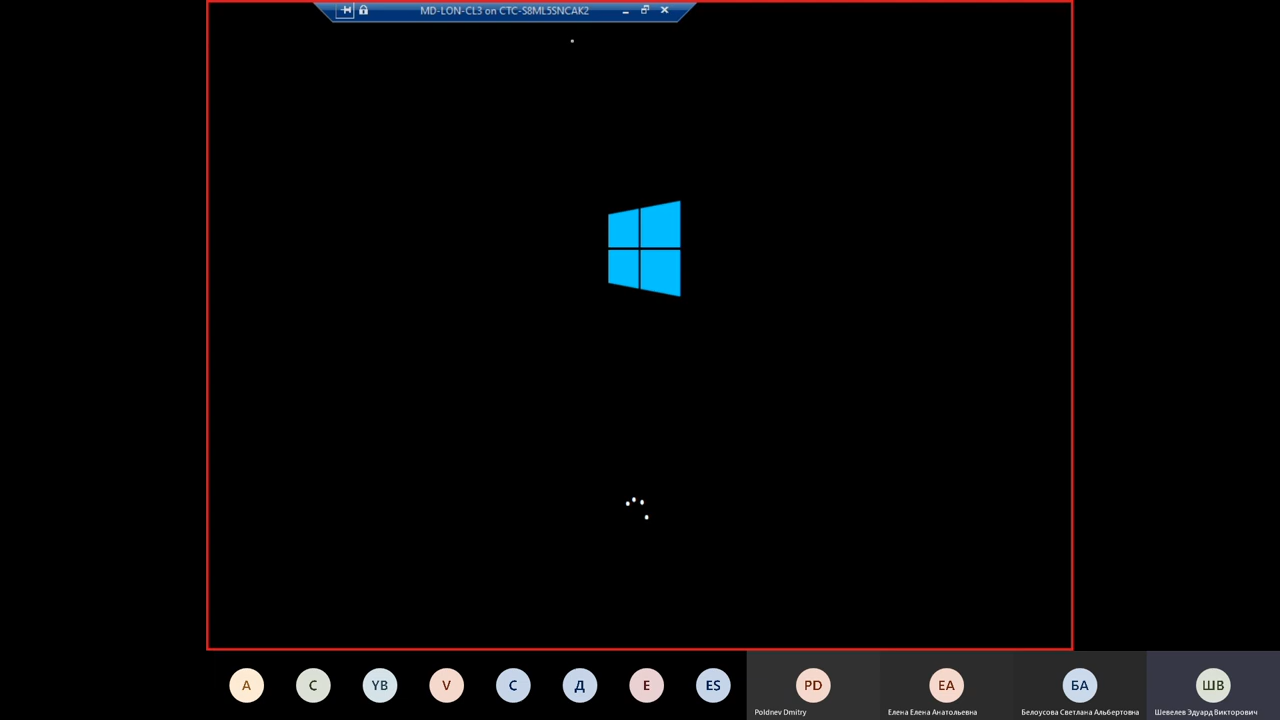 MD-LON-CL3 on CTC-S8ML5SNCAK2
A
C
YB
V
C
Д
E
ES
PD
EA
БА
ШВ
Poldnev Dmitry
Елена Елена Анатольевна
Белоусова Светлана Альбертовна
Шевелев Эдуард Викторович